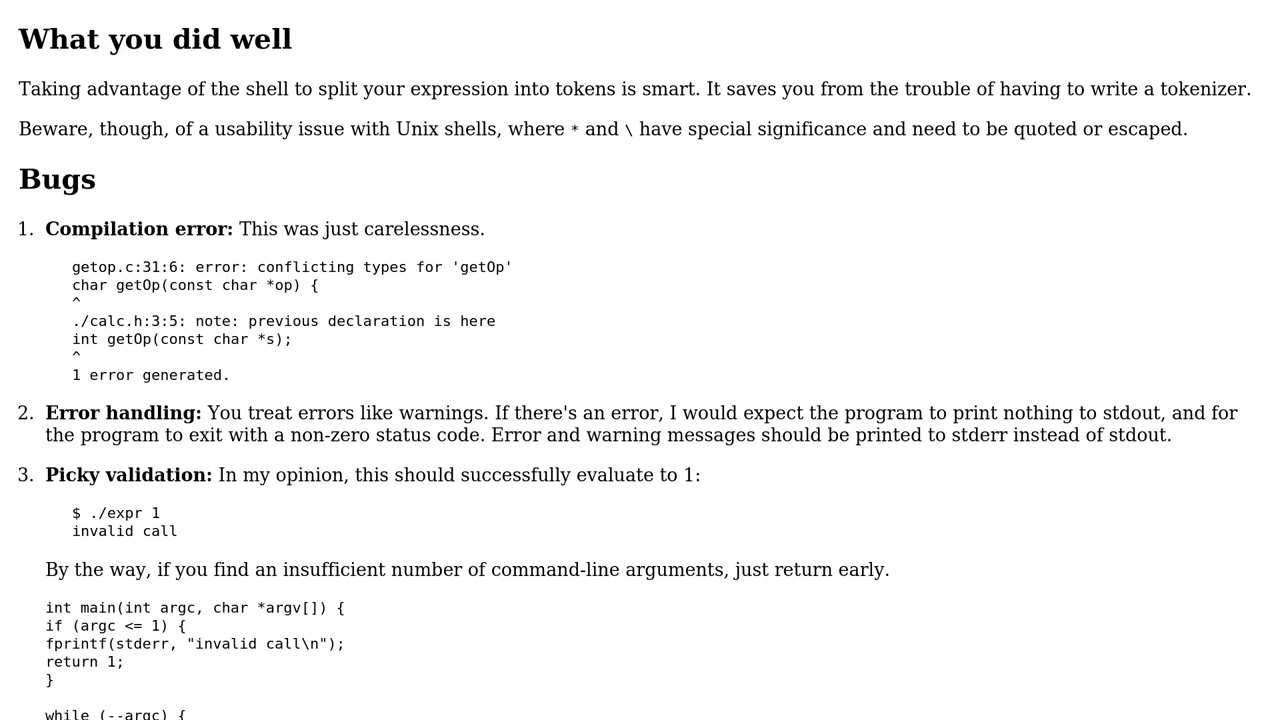 What you did well
Taking advantage of the shell to split your expression into tokens is smart. It saves you from the trouble of having to write a tokenizer.
Beware, though, of a usability issue with Unix shells, where * and \ have special significance and need to be quoted or escaped.
Bugs
1. Compilation error: This was just carelessness.
getop.c:31:6: error: conflicting types for 'getOp'
char getOp(const char *op) {
^
./calc.h:3:5: note: previous declaration is here
int getOp(const char *s);
^
1 error generated.
2. Error handling: You treat errors like warnings. If there's an error, I would expect the program to print nothing to stdout, and for
the program to exit with a non-zero status code. Error and warning messages should be printed to stderr instead of stdout.
3. Picky validation: In my opinion, this should successfully evaluate to 1:
$ ./expr 1
invalid call
By the way, if you find an insufficient number of command-line arguments, just return early.
int main(int argc, char *argv[]) {
if (argc <= 1) {
fprintf(stderr, "invalid call\n");
return 1;
}
while (--argc) {